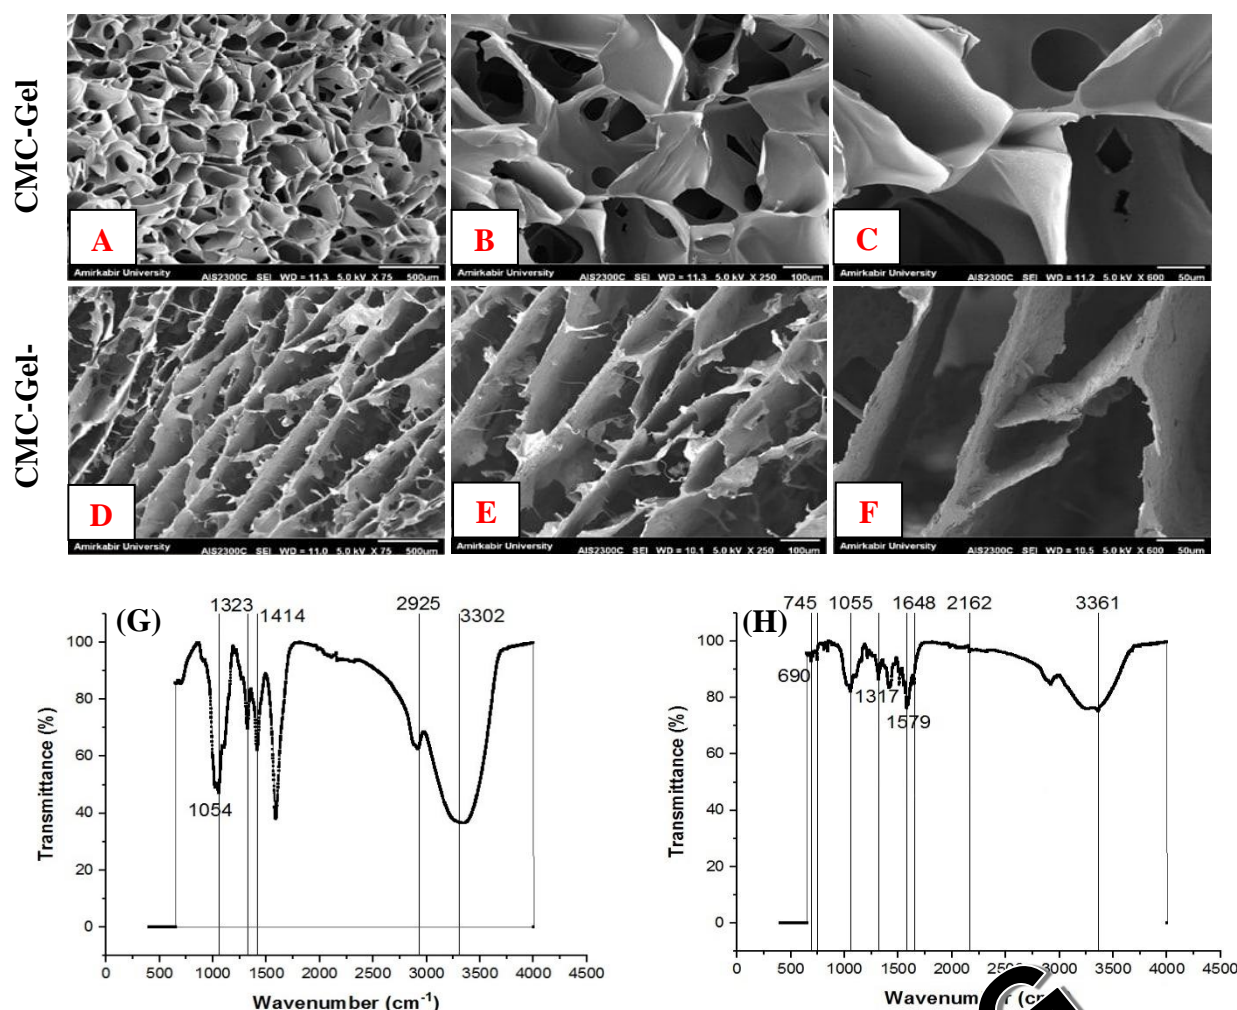 CMC-Gel
A
B
C
Amirkabir University AIS2300C SEI WD = 11.3 5.0 kV X 75 500um
Amirkabir University AIS2300C SEI WD = 11.3 5.0 kV X 250 100um
Amirkabir University AIS2300C SEI WD = 11.2 5.0 kV X 600 50um
CMC-Gel-
D
E
F
Amirkabir University AIS2300C SEI WD = 11.0 5.0 kV X 75 500um
Amirkabir University AIS2300C SEI WD = 10.1 5.0 kV X 250 100um
Amirkabir University AIS2300C SEI WD = 10.5 5.0 kV X 600 50um
(G)
1323
1414
2925
3302
1054
100
80
60
40
20
0
Transmittance (%)
0 500 1000 1500 2000 2500 3000 3500 4000 4500
Wavenumber (cm-1)
(H)
745 1055 1648 2162 3361
690
1317
1579
100
80
60
40
20
0
Transmittance (%)
0 500 1000 1500 2000 2500 3000 3500 4000 4500